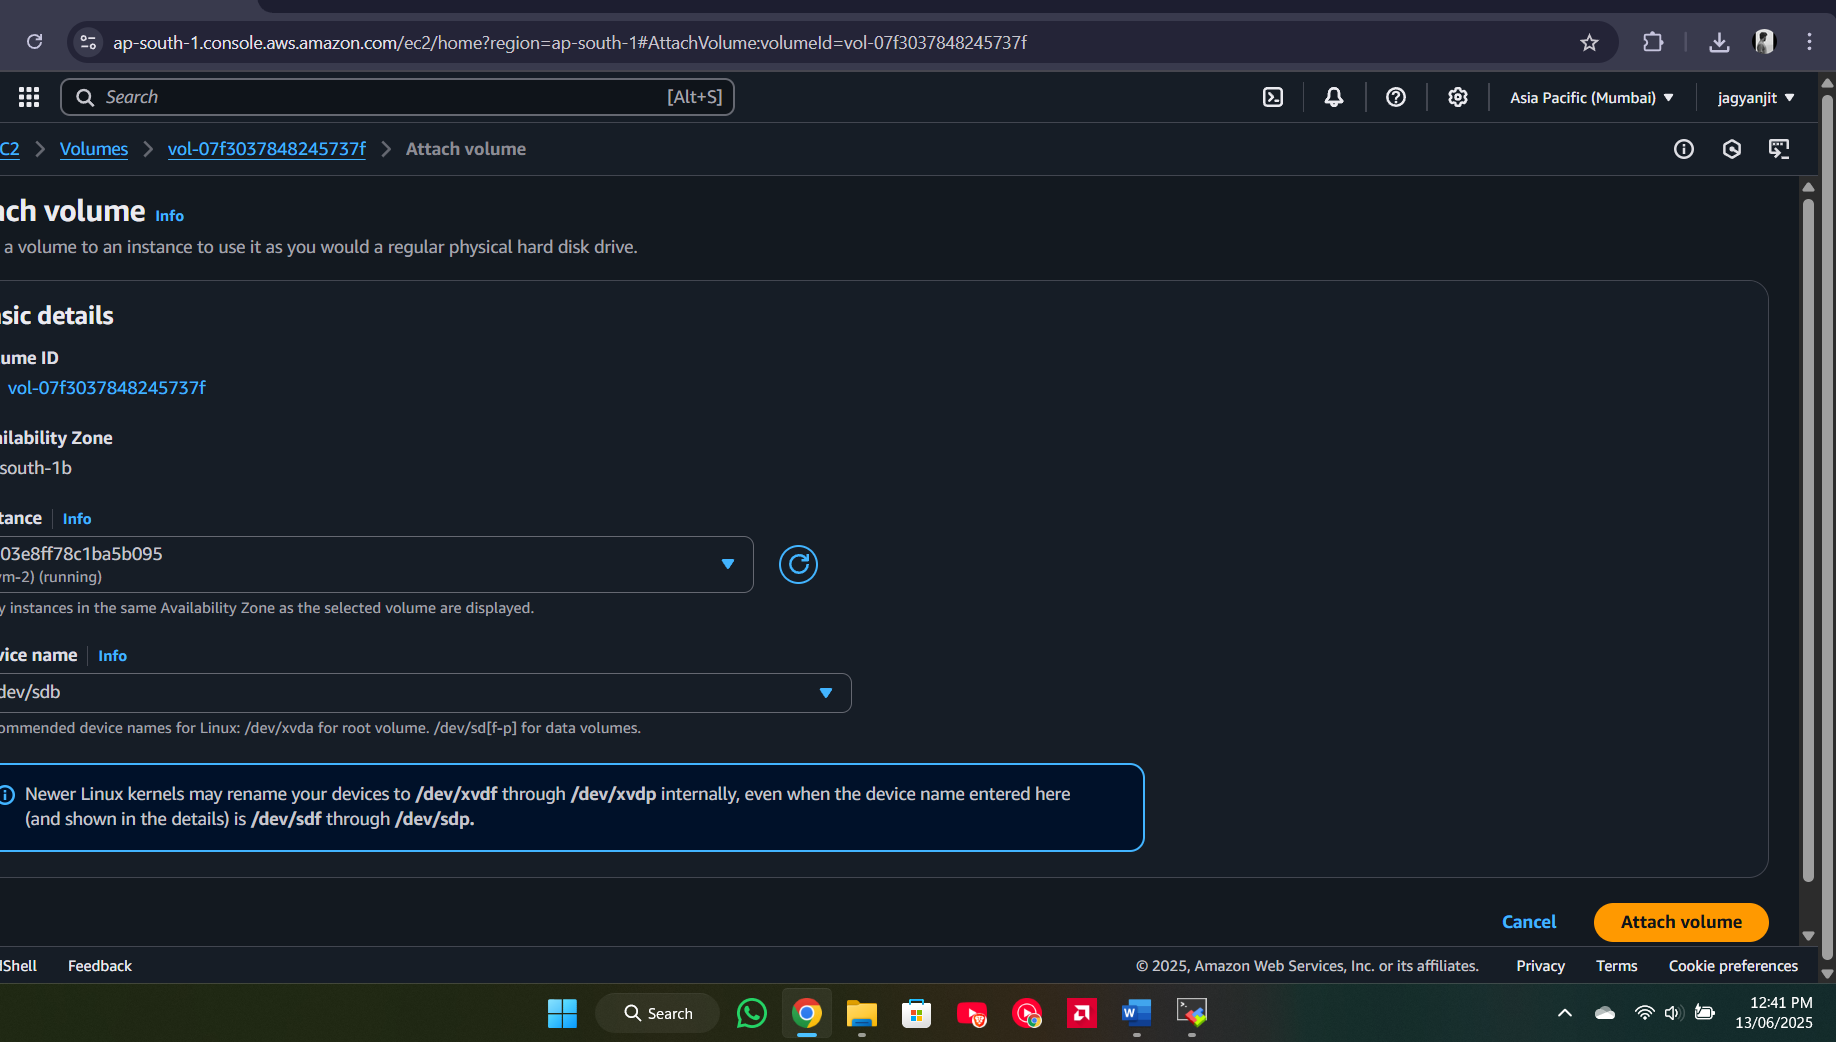 ap-south-1.console.aws.amazon.com/ec2/home?region=ap-south-1#AttachVolume:volumeId=vol-07f3037848245737f
Search [Alt+S] Asia Pacific (Mumbai) jagyanjit
C2 Volumes vol-07f3037848245737f Attach volume
ach volume Info
a volume to an instance to use it as you would a regular physical hard disk drive.
sic details
ume ID
vol-07f3037848245737f
ilability Zone
south-1b
tance Info
03e8ff78c1ba5b095
vm-2) (running)
y instances in the same Availability Zone as the selected volume are displayed.
vice name Info
dev/sdb
ommended device names for Linux: /dev/xvda for root volume. /dev/sd[f-p] for data volumes.
Newer Linux kernels may rename your devices to /dev/xvdf through /dev/xvdp internally, even when the device name entered here
(and shown in the details) is /dev/sdf through /dev/sdp.
Cancel Attach volume
lShell Feedback © 2025, Amazon Web Services, Inc. or its affiliates. Privacy Terms Cookie preferences
Search
12:41 PM
13/06/2025